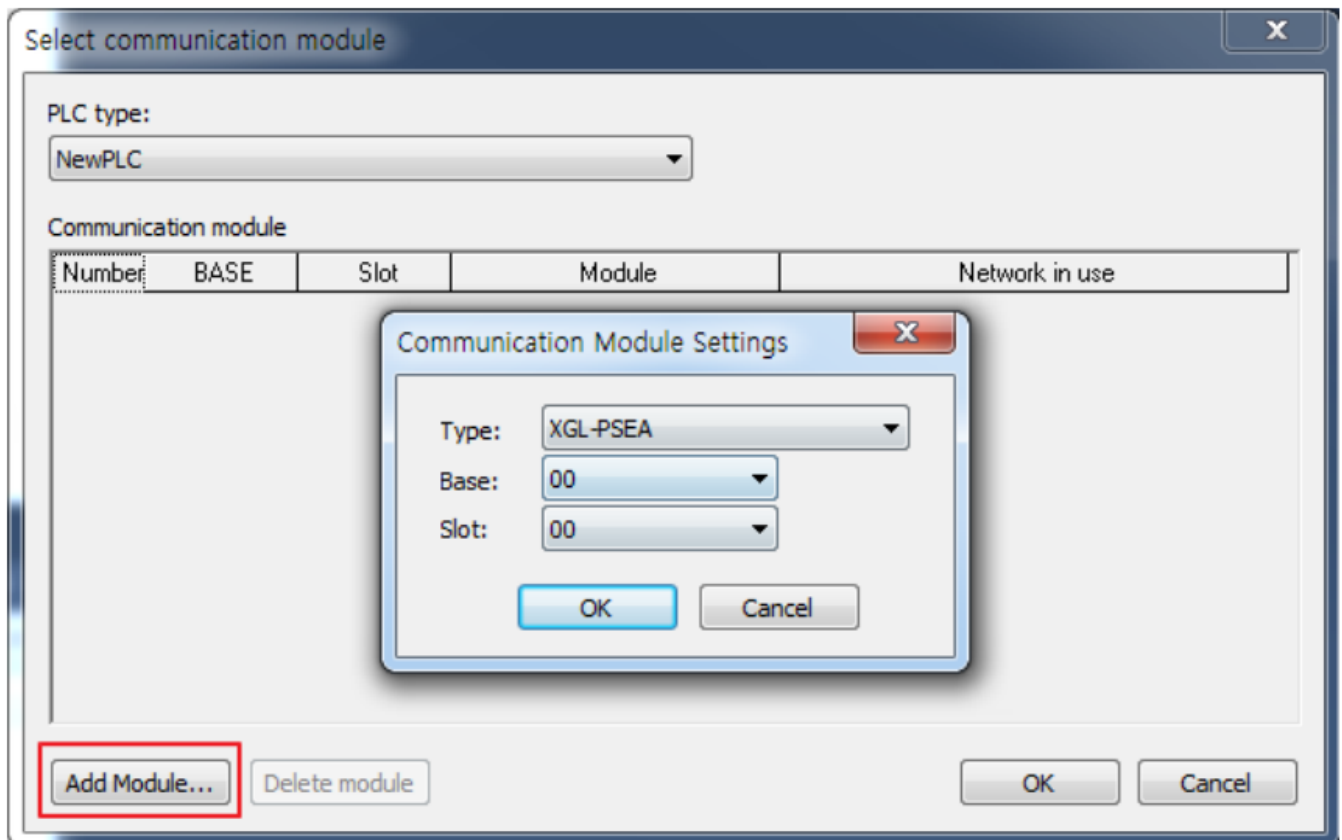 Select communication module
PLC type:
NewPLC
Communication module
Number BASE Slot Module Network in use
Communication Module Settings
Type: XGL-PSEA
Base: 00
Slot: 00
OK Cancel
Add Module... Delete module OK Cancel